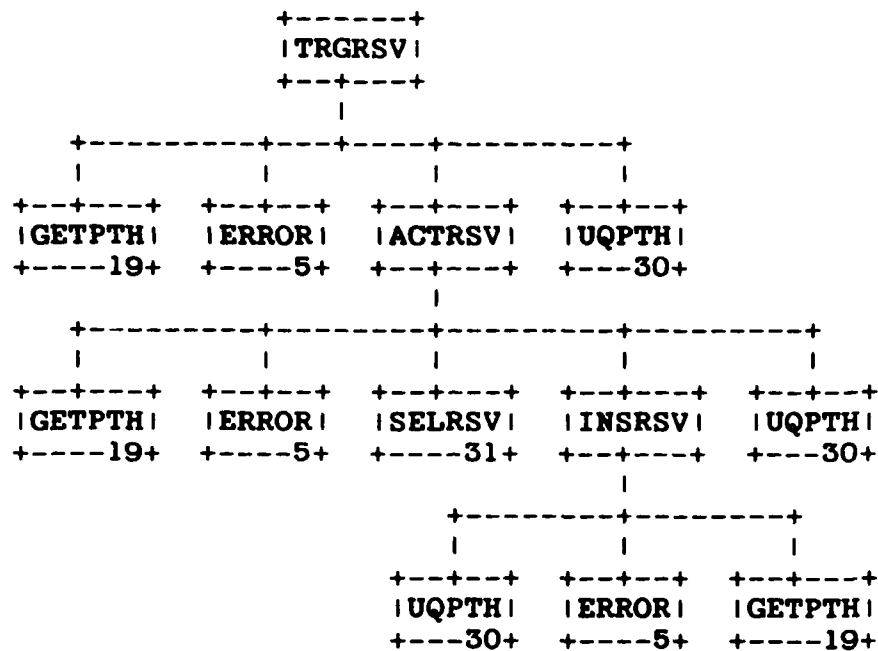 TRGRSV
GETPTH ERROR ACTRSV UQPTH
19 5 30
GETPTH ERROR SELRSV INSRSV UQPTH
19 5 31 30
UQPTH ERROR GETPTH
30 5 19